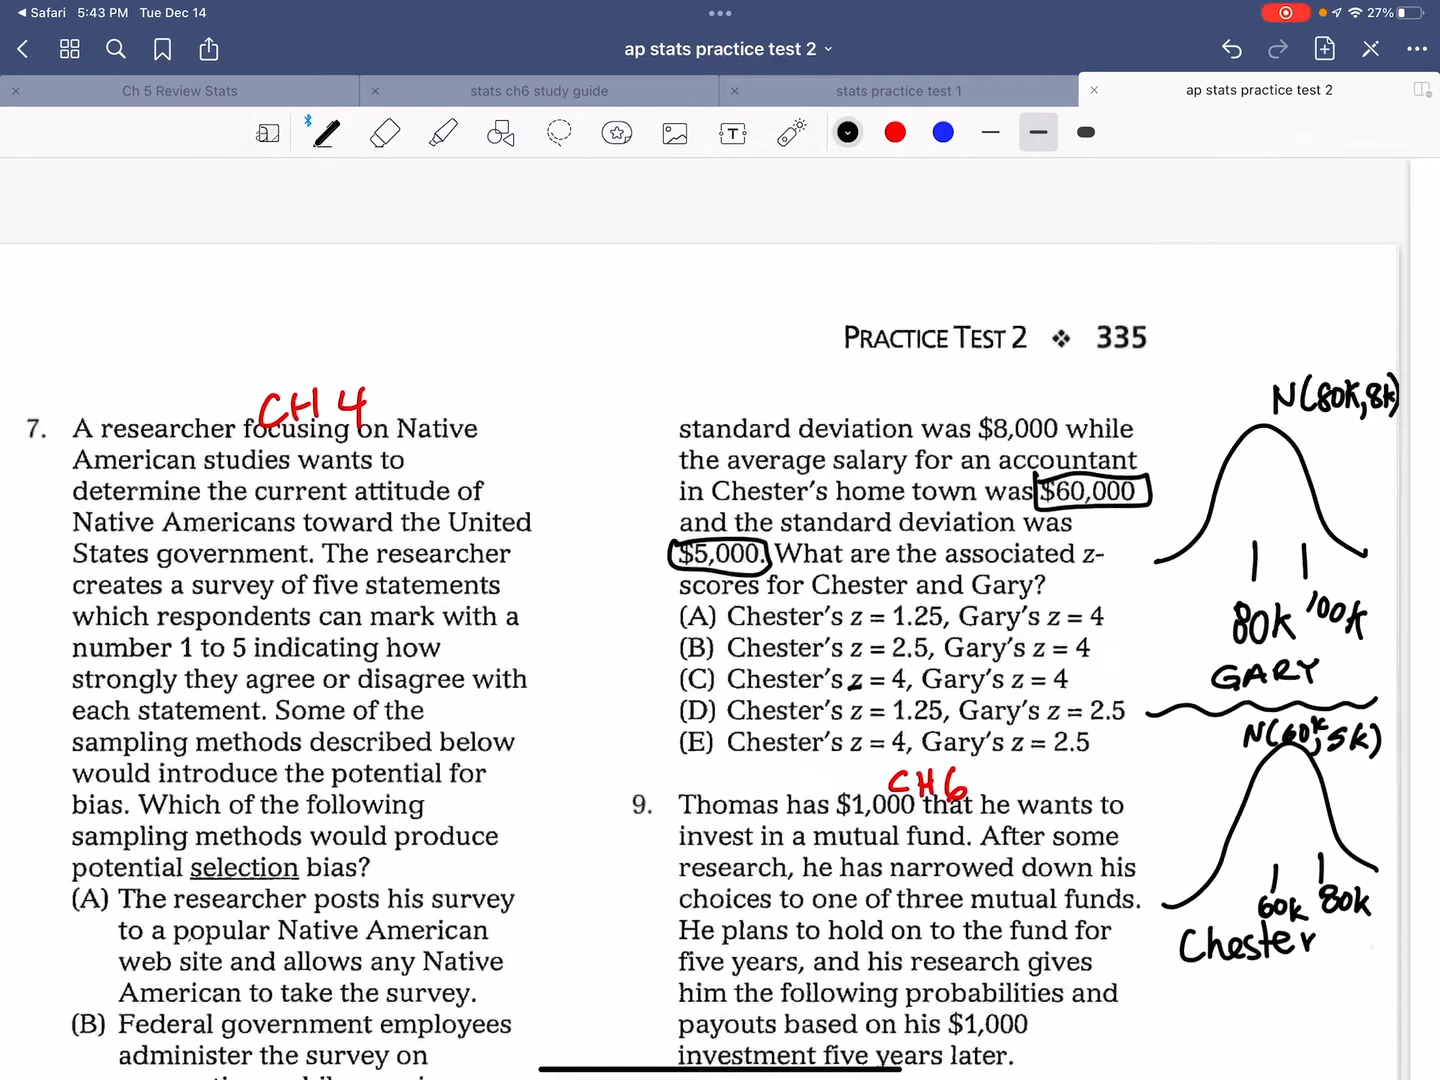 Safari 5:43 PM Tue Dec 14
27%
ap stats practice test 2
Ch 5 Review Stats
stats ch6 study guide
stats practice test 1
ap stats practice test 2
T
PRACTICE TEST 2 ❖ 335
CH 4
7. A researcher focusing on Native
American studies wants to
determine the current attitude of
Native Americans toward the United
States government. The researcher
creates a survey of five statements
which respondents can mark with a
number 1 to 5 indicating how
strongly they agree or disagree with
each statement. Some of the
sampling methods described below
would introduce the potential for
bias. Which of the following
sampling methods would produce
potential selection bias?
(A) The researcher posts his survey
to a popular Native American
web site and allows any Native
American to take the survey.
(B) Federal government employees
administer the survey on
standard deviation was $8,000 while
the average salary for an accountant
in Chester's home town was $60,000
and the standard deviation was
$5,000. What are the associated z-
scores for Chester and Gary?
(A) Chester's z = 1.25, Gary's z = 4
(B) Chester's z = 2.5, Gary's z = 4
(C) Chester's z = 4, Gary's z = 4
(D) Chester's z = 1.25, Gary's z = 2.5
(E) Chester's z = 4, Gary's z = 2.5
CH 6
9. Thomas has $1,000 that he wants to
invest in a mutual fund. After some
research, he has narrowed down his
choices to one of three mutual funds.
He plans to hold on to the fund for
five years, and his research gives
him the following probabilities and
payouts based on his $1,000
investment five years later.
N(80k,8k)
80k 100k
GARY
N(60k,5k)
60k 80k
Chester